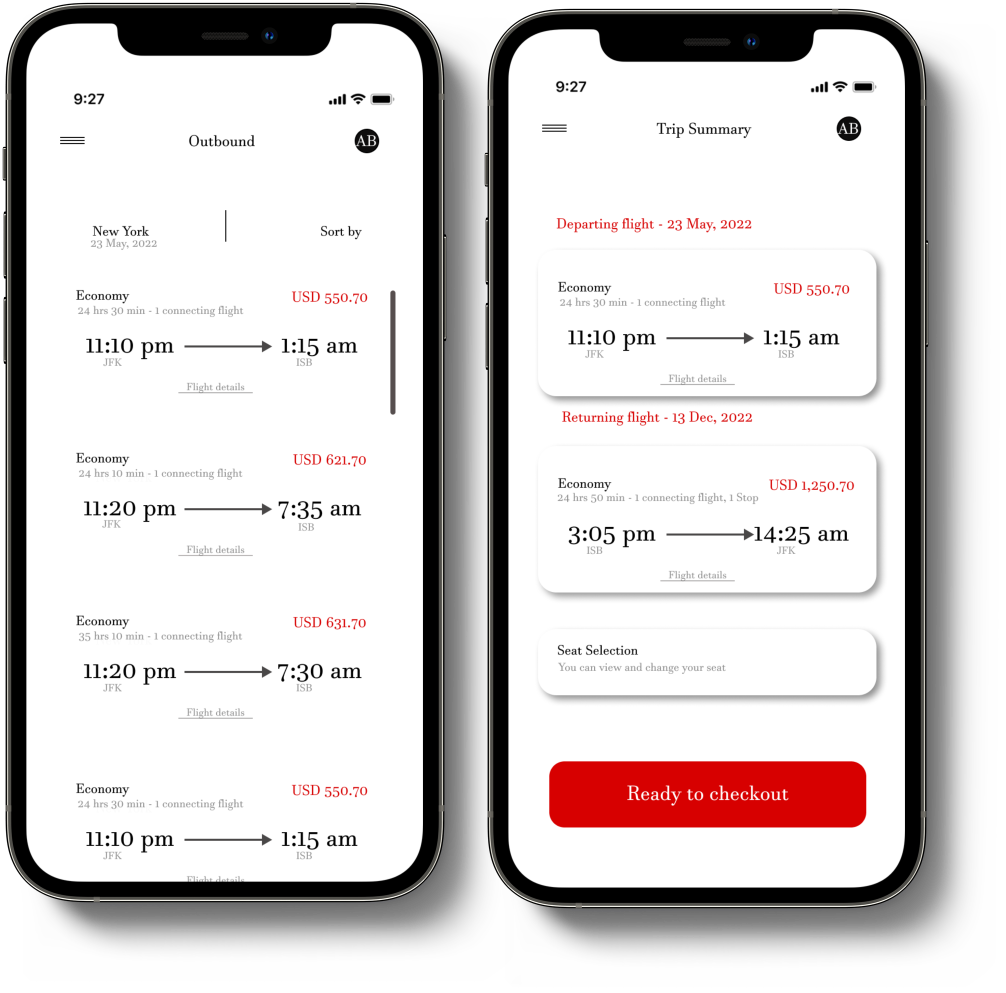 9:27
Outbound
AB
New York
23 May, 2022
Sort by
Economy
USD 550.70
24 hrs 30 min - 1 connecting flight
11:10 pm
1:15 am
JFK
ISB
Flight details
Economy
USD 621.70
24 hrs 10 min - 1 connecting flight
11:20 pm
7:35 am
JFK
ISB
Flight details
Economy
USD 631.70
35 hrs 10 min - 1 connecting flight
11:20 pm
7:30 am
JFK
ISB
Flight details
Economy
USD 550.70
24 hrs 30 min - 1 connecting flight
11:10 pm
1:15 am
JFK
ISB
Flight details
9:27
Trip Summary
AB
Departing flight - 23 May, 2022
Economy
USD 550.70
24 hrs 30 min - 1 connecting flight
11:10 pm
1:15 am
JFK
ISB
Flight details
Returning flight - 13 Dec, 2022
Economy
USD 1,250.70
24 hrs 50 min - 1 connecting flight, 1 Stop
3:05 pm
14:25 am
ISB
JFK
Flight details
Seat Selection
You can view and change your seat
Ready to checkout